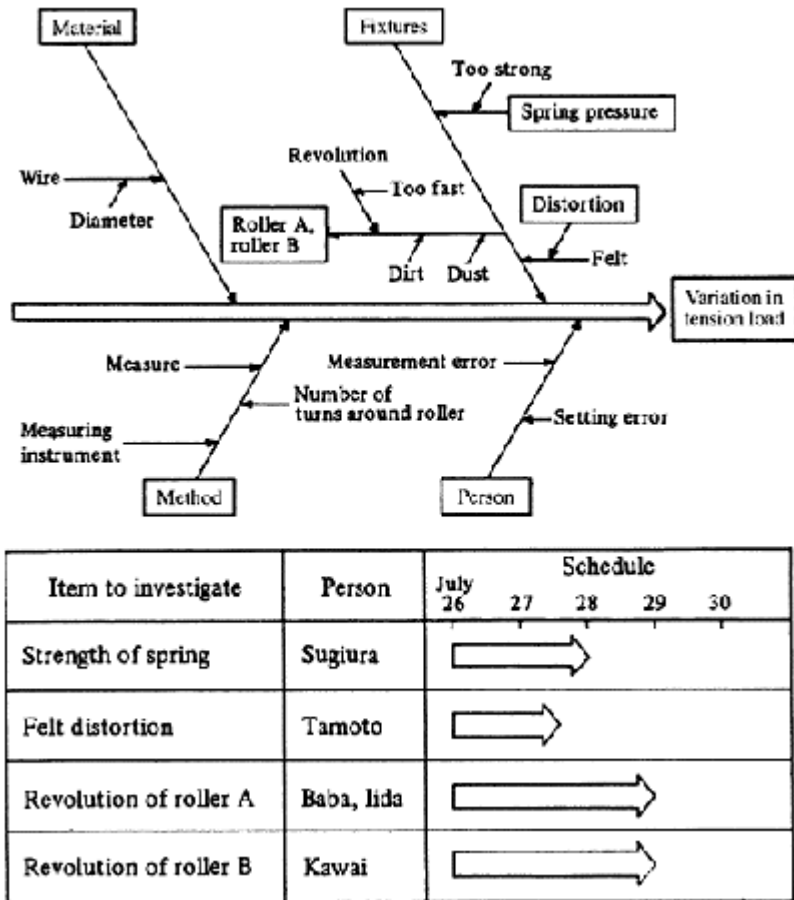 Material
Fixtures
Too strong
Spring pressure
Revolution
Wire
Too fast
Diameter
Distortion
Roller A,
roller B
Dirt
Dust
Felt
Variation in
tension load
Measure
Measurement error
Number of
turns around roller
Setting error
Measuring
instrument
Method
Person
Item to investigate
Person
Schedule
July
26
27
28
29
30
Strength of spring
Sugiura
Felt distortion
Tamoto
Revolution of roller A
Baba, Iida
Revolution of roller B
Kawai